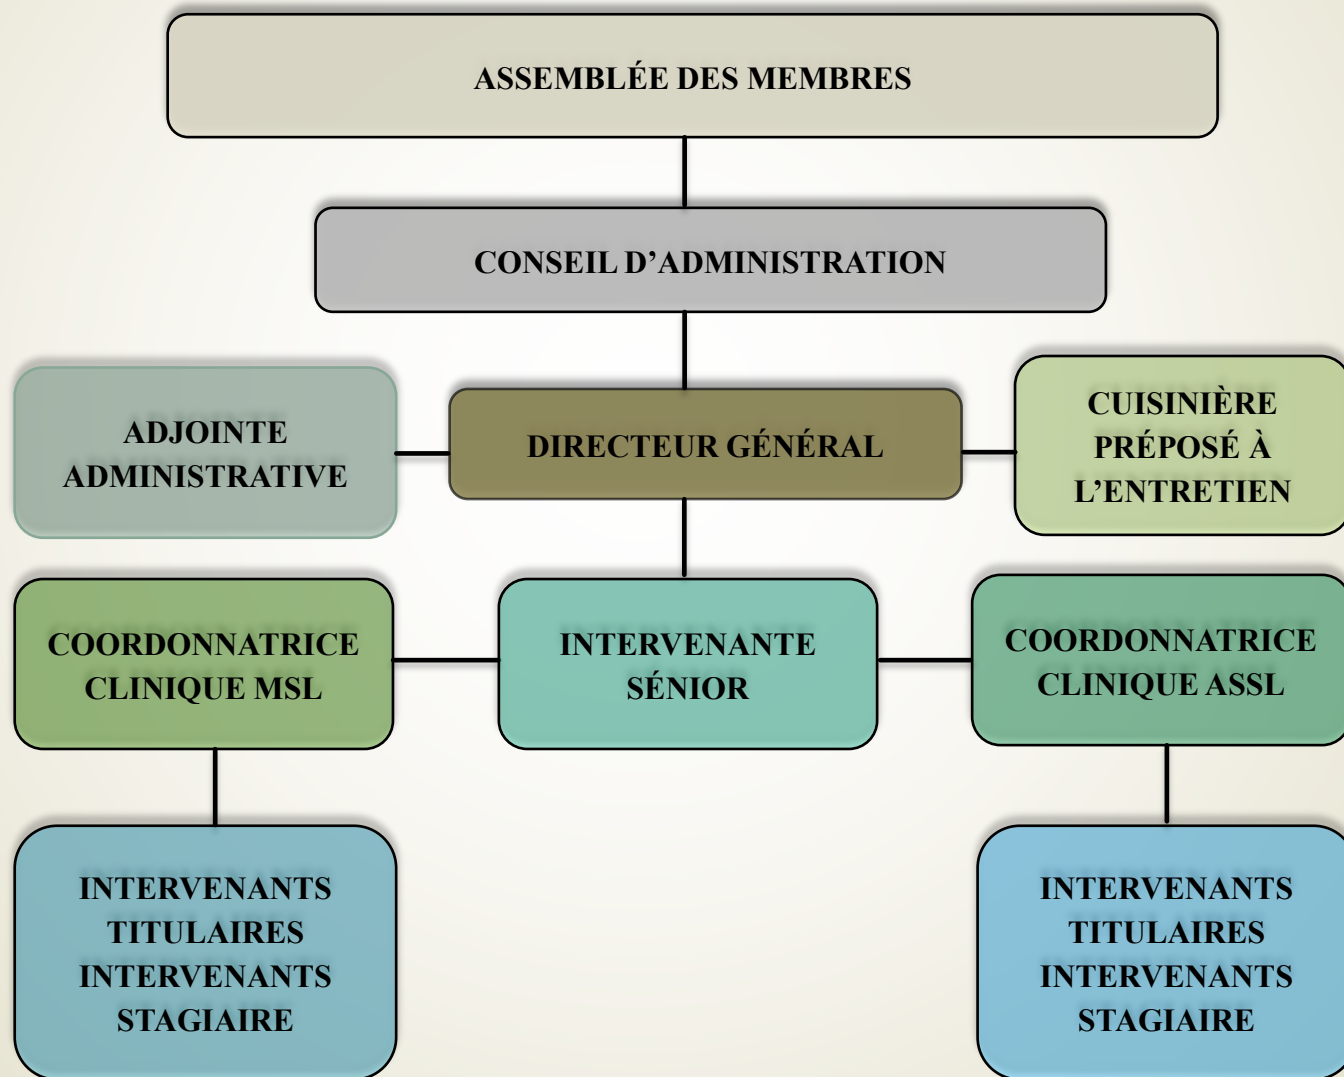 ASSEMBLÉE DES MEMBRES
CONSEIL D’ADMINISTRATION
ADJOINTE
ADMINISTRATIVE
DIRECTEUR GÉNÉRAL
CUISINIÈRE
PRÉPOSÉ À
L’ENTRETIEN
COORDONNATRICE
CLINIQUE MSL
INTERVENANTE
SÉNIOR
COORDONNATRICE
CLINIQUE ASSL
INTERVENANTS
TITULAIRES
INTERVENANTS
STAGIAIRE
INTERVENANTS
TITULAIRES
INTERVENANTS
STAGIAIRE